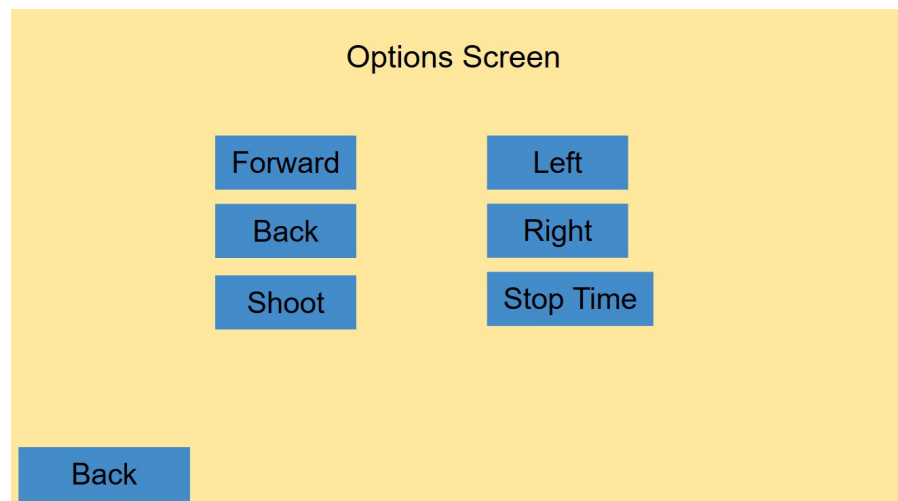 Options Screen
Forward
Left
Back
Right
Shoot
Stop Time
Back